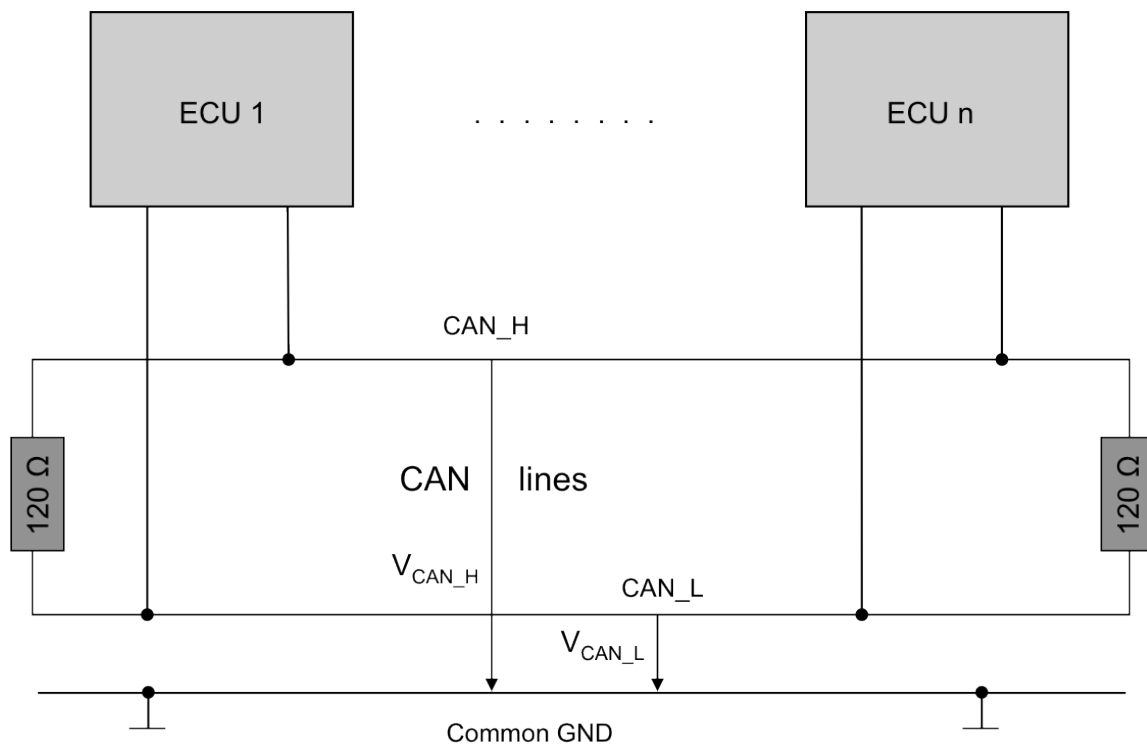 ECU 1
. . . . . . . .
ECU n
CAN_H
120 Ω
CAN lines
120 Ω
V_CAN_H
CAN_L
V_CAN_L
Common GND